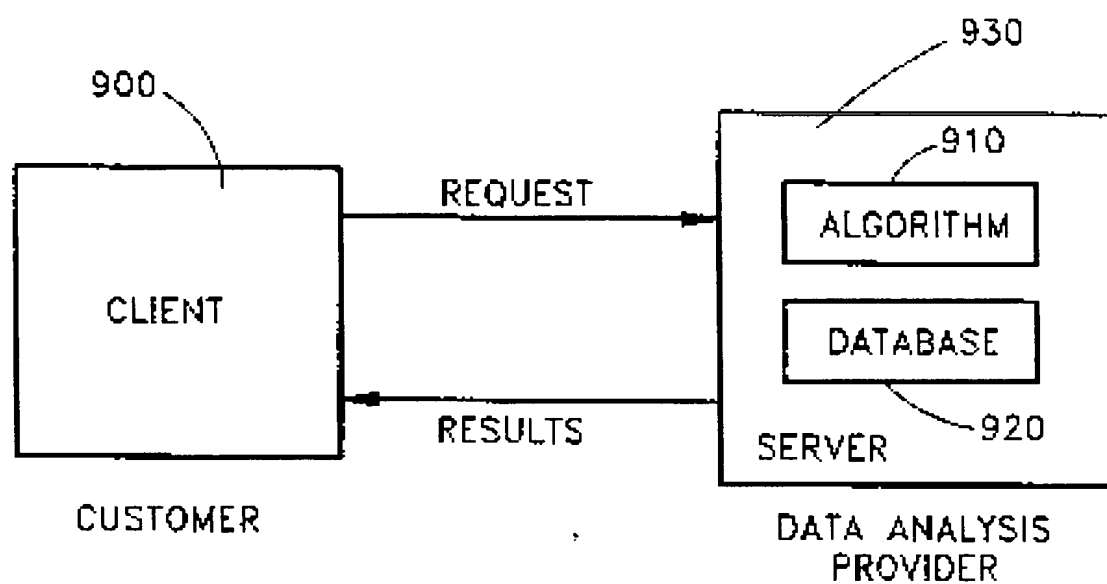 930
900
910
REQUEST
ALGORITHM
CLIENT
DATABASE
RESULTS
920
SERVER
CUSTOMER
DATA ANALYSIS
PROVIDER